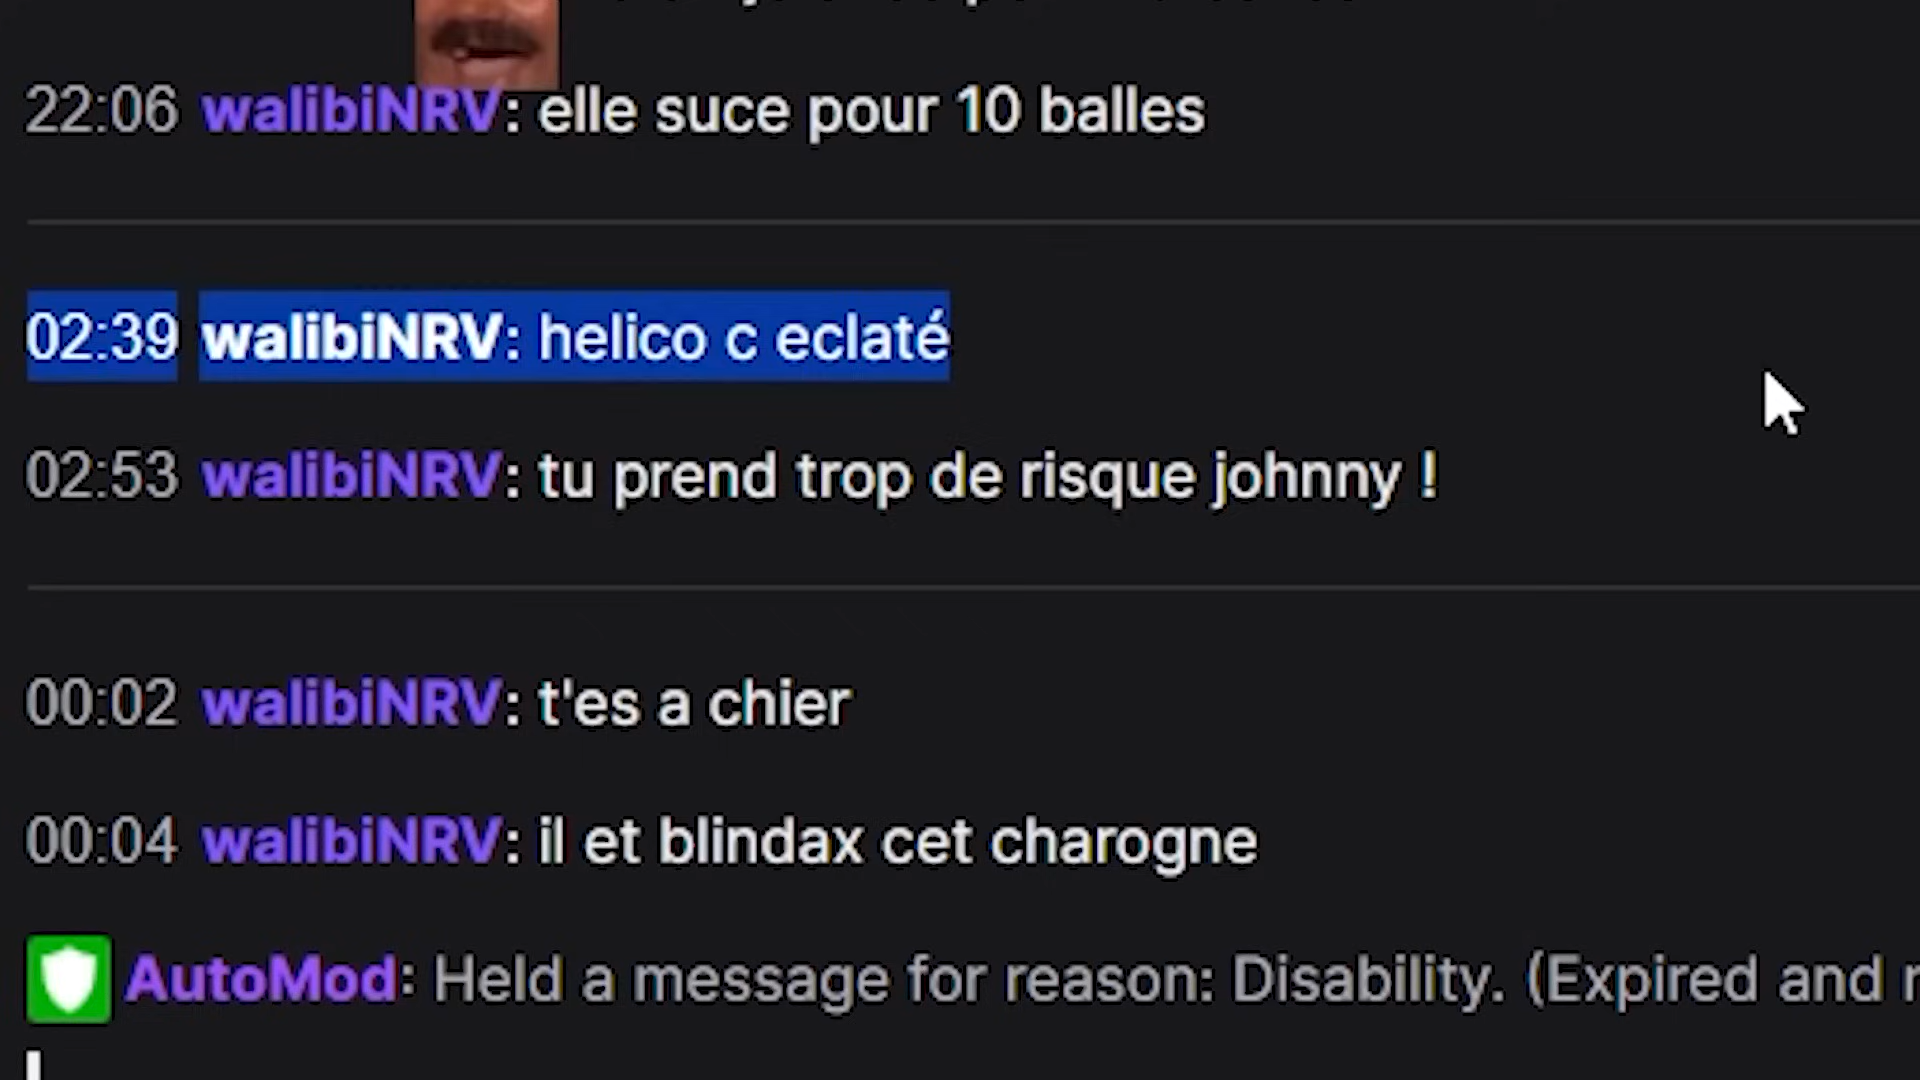 22:06 walibiNRV: elle suce pour 10 balles
02:39 walibiNRV: helico c eclaté
02:53 walibiNRV: tu prend trop de risque johnny !
00:02 walibiNRV: t'es a chier
00:04 walibiNRV: il et blindax cet charogne
AutoMod: Held a message for reason: Disability. (Expired and